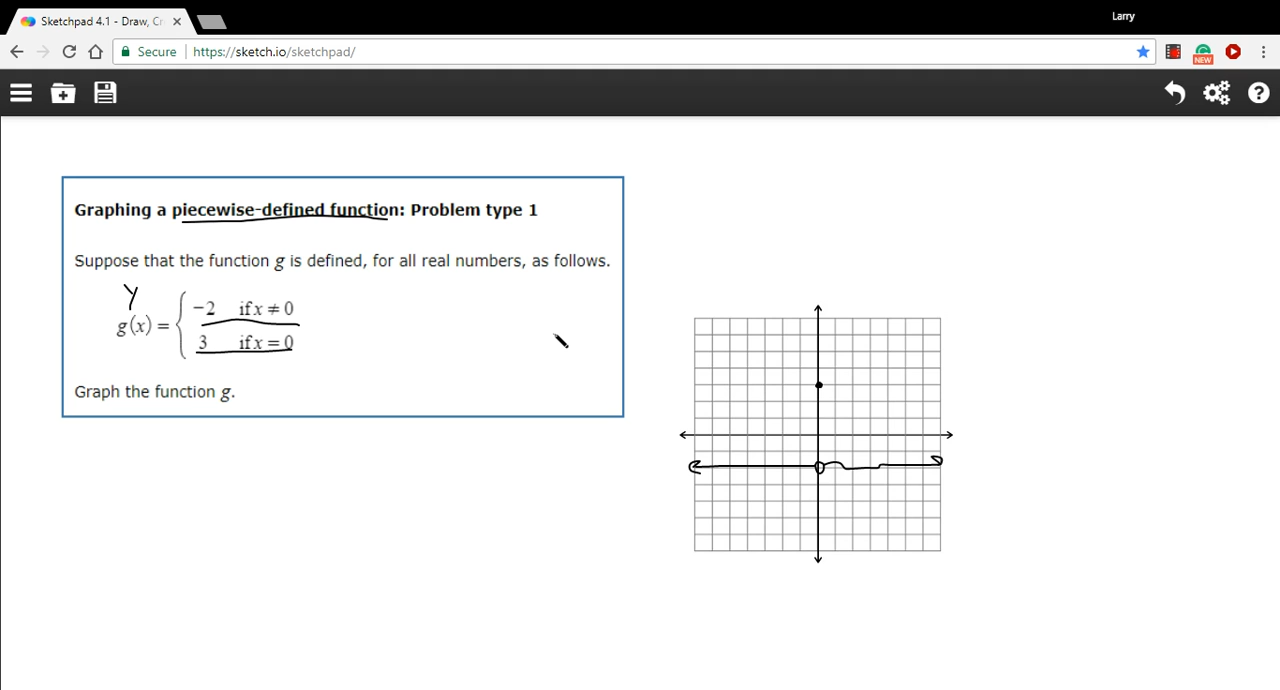 Larry
Sketchpad 4.1 - Draw, Cr
Secure https://sketch.io/sketchpad/
NEW
Graphing a piecewise-defined function: Problem type 1
Suppose that the function g is defined, for all real numbers, as follows.
Y
g(x) = { −2 if x ≠ 0
3 if x = 0
Graph the function g.